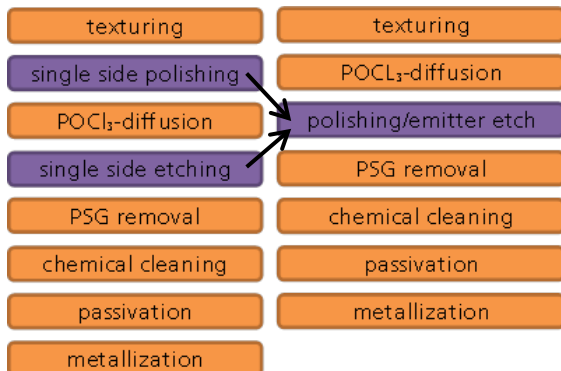 texturing
single side polishing
POCl₃-diffusion
single side etching
PSG removal
chemical cleaning
passivation
metallization
texturing
POCL₃-diffusion
polishing/emitter etch
PSG removal
chemical cleaning
passivation
metallization